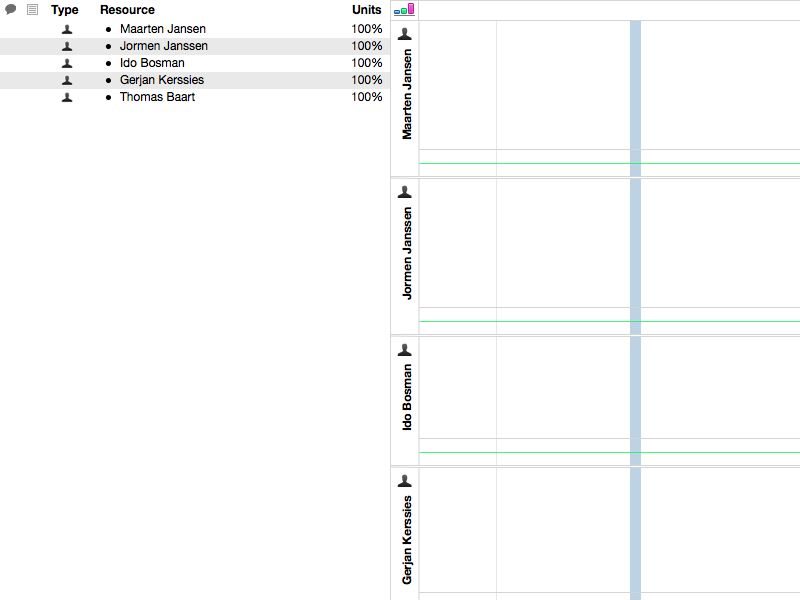 Type Resource Units
Maarten Jansen 100%
Jormen Janssen 100%
Ido Bosman 100%
Gerjan Kerssies 100%
Thomas Baart 100%
Maarten Jansen
Jormen Janssen
Ido Bosman
Gerjan Kerssies